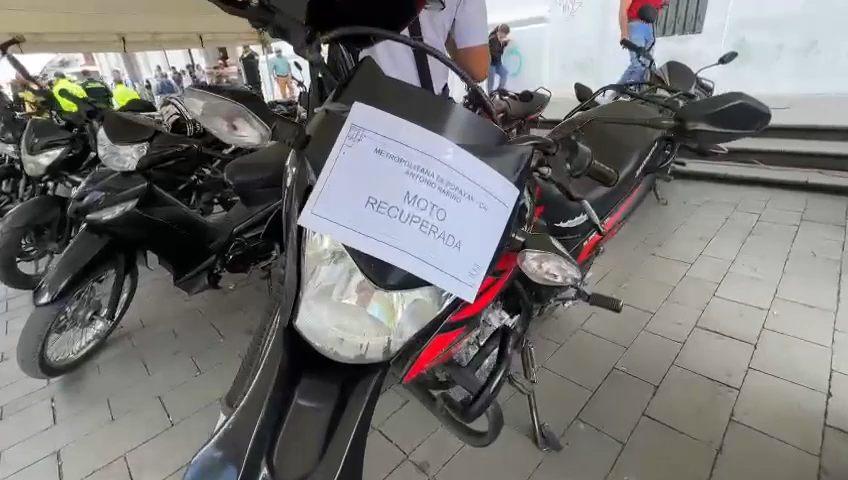 METROPOLITANA DE POPAYÁN - CAI
ANTONIO NARIÑO
MOTO
RECUPERADA